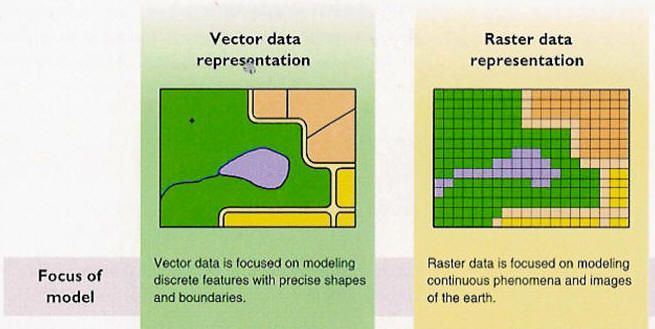 Vector data
representation
Raster data
representation
Focus of
model
Vector data is focused on modeling
discrete features with precise shapes
and boundaries.
Raster data is focused on modeling
continuous phenomena and images
of the earth.